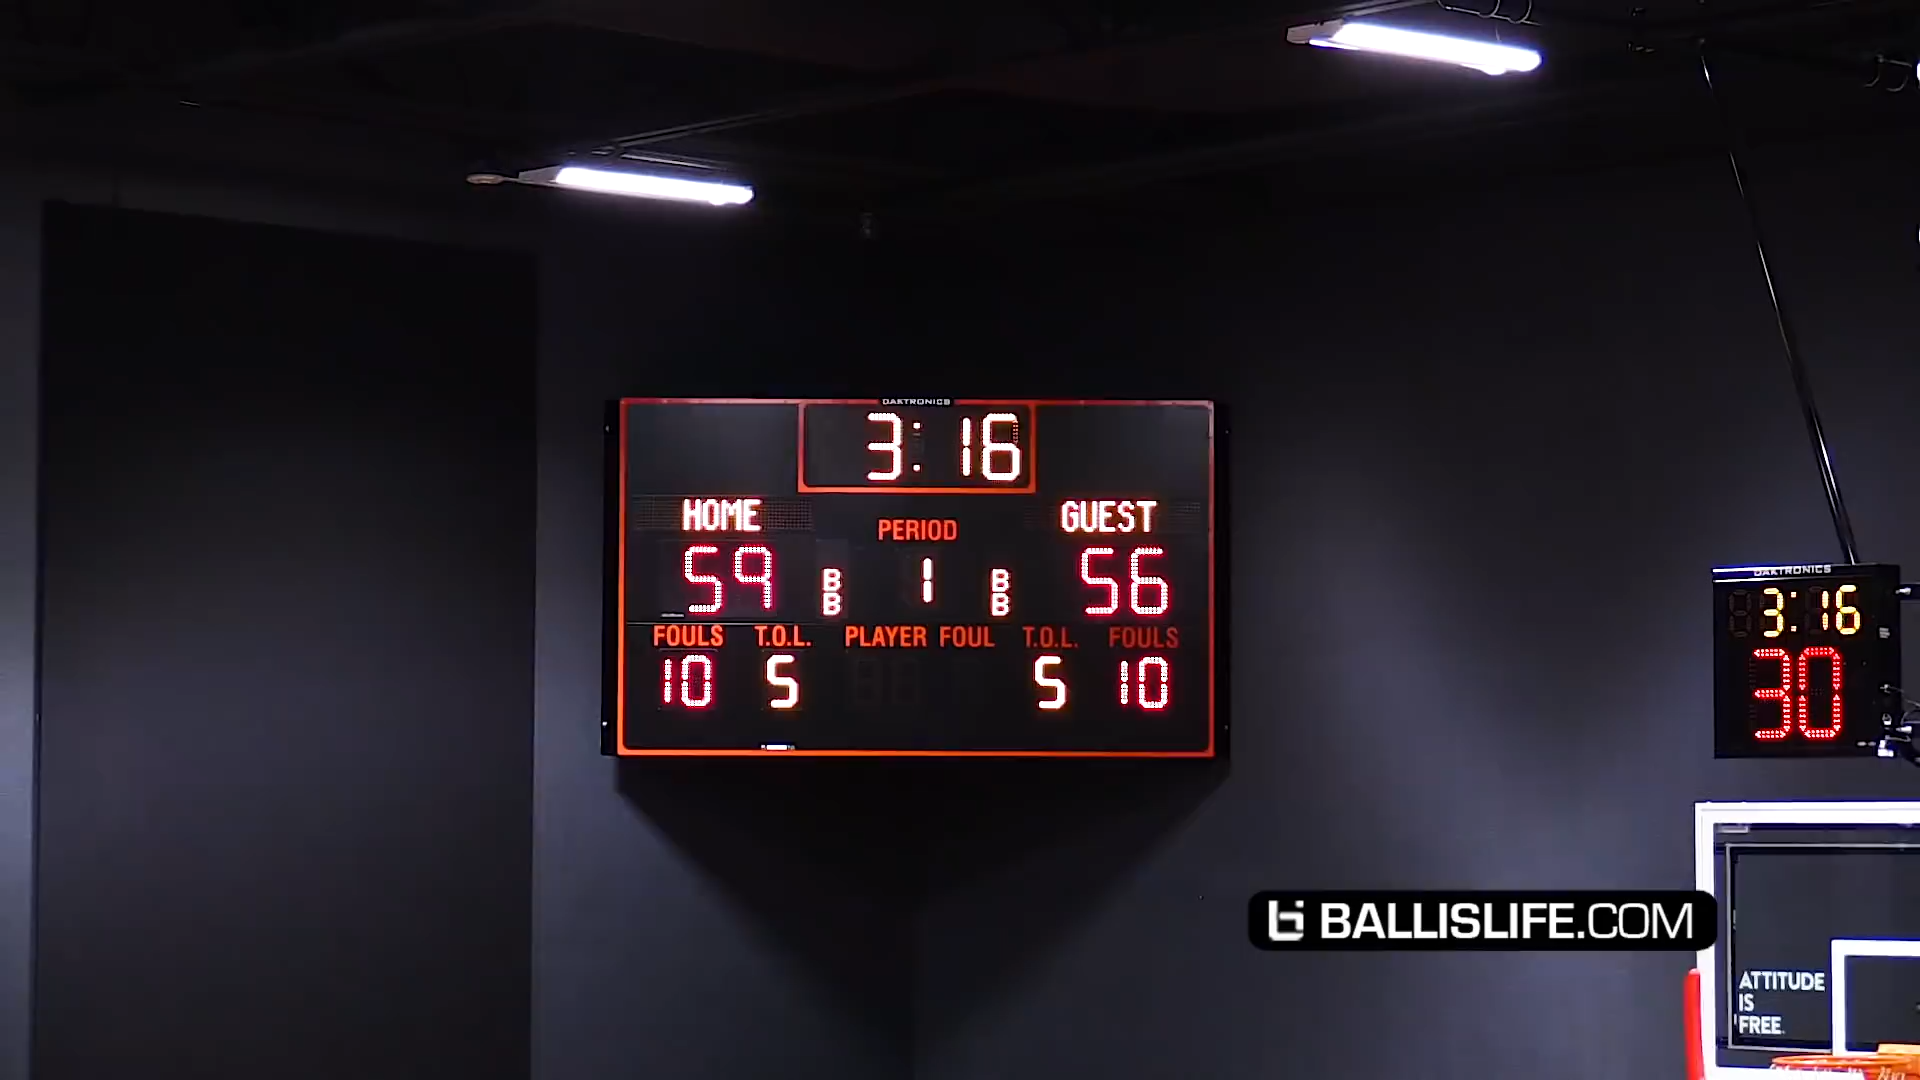 DAKTRONICS
3:16
HOME
PERIOD
GUEST
59
B
B
1
B
B
56
FOULS
T.O.L.
PLAYER FOUL
T.O.L.
FOULS
10
5
5
10
DAKTRONICS
3:16
30
BALLISLIFE.COM
ATTITUDE
IS
FREE.